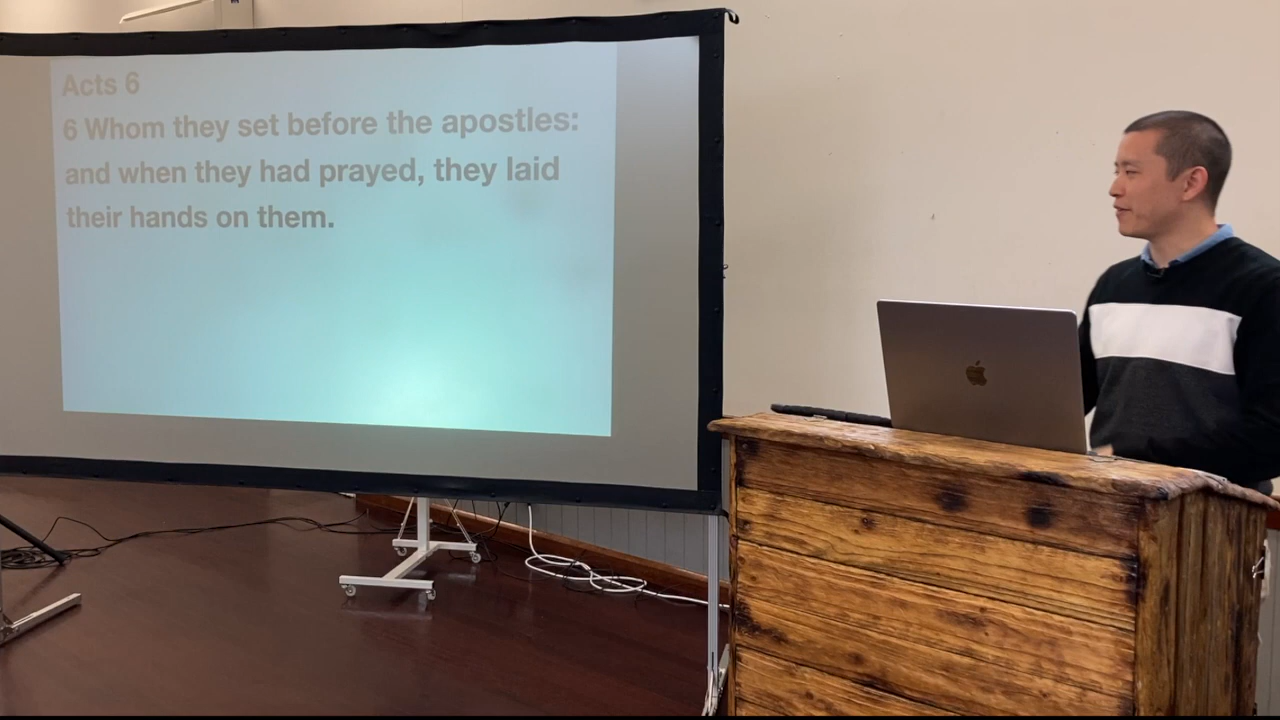 Acts 6
6 Whom they set before the apostles:
and when they had prayed, they laid
their hands on them.